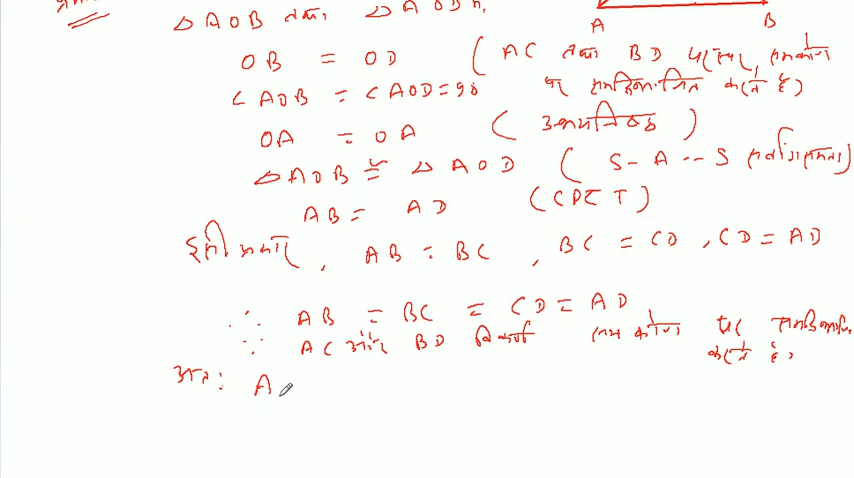 A B
△AOB तथा △AOD में,
OB = OD ( AC तथा BD परस्पर समकोण
∠AOB = ∠AOD = 90 पर समद्विभाजित करते हैं)
OA = OA ( उभयनिष्ठ )
△AOB ≅ △AOD ( S-A--S सर्वांगसमता)
AB = AD (CPCT)
इसी प्रकार, AB = BC , BC = CD , CD = AD
∴ AB = BC = CD = AD
∵ AC और BD विकर्ण सम कोण पर
करते है।
अतः A